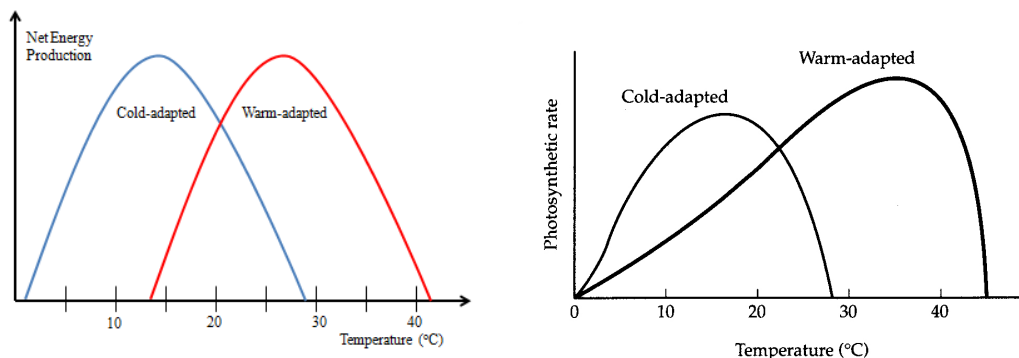 Net Energy
Production
Cold-adapted
Warm-adapted
10
20
30
40
Temperature (°C)
Warm-adapted
Cold-adapted
Photosynthetic rate
0
10
20
30
40
Temperature (°C)